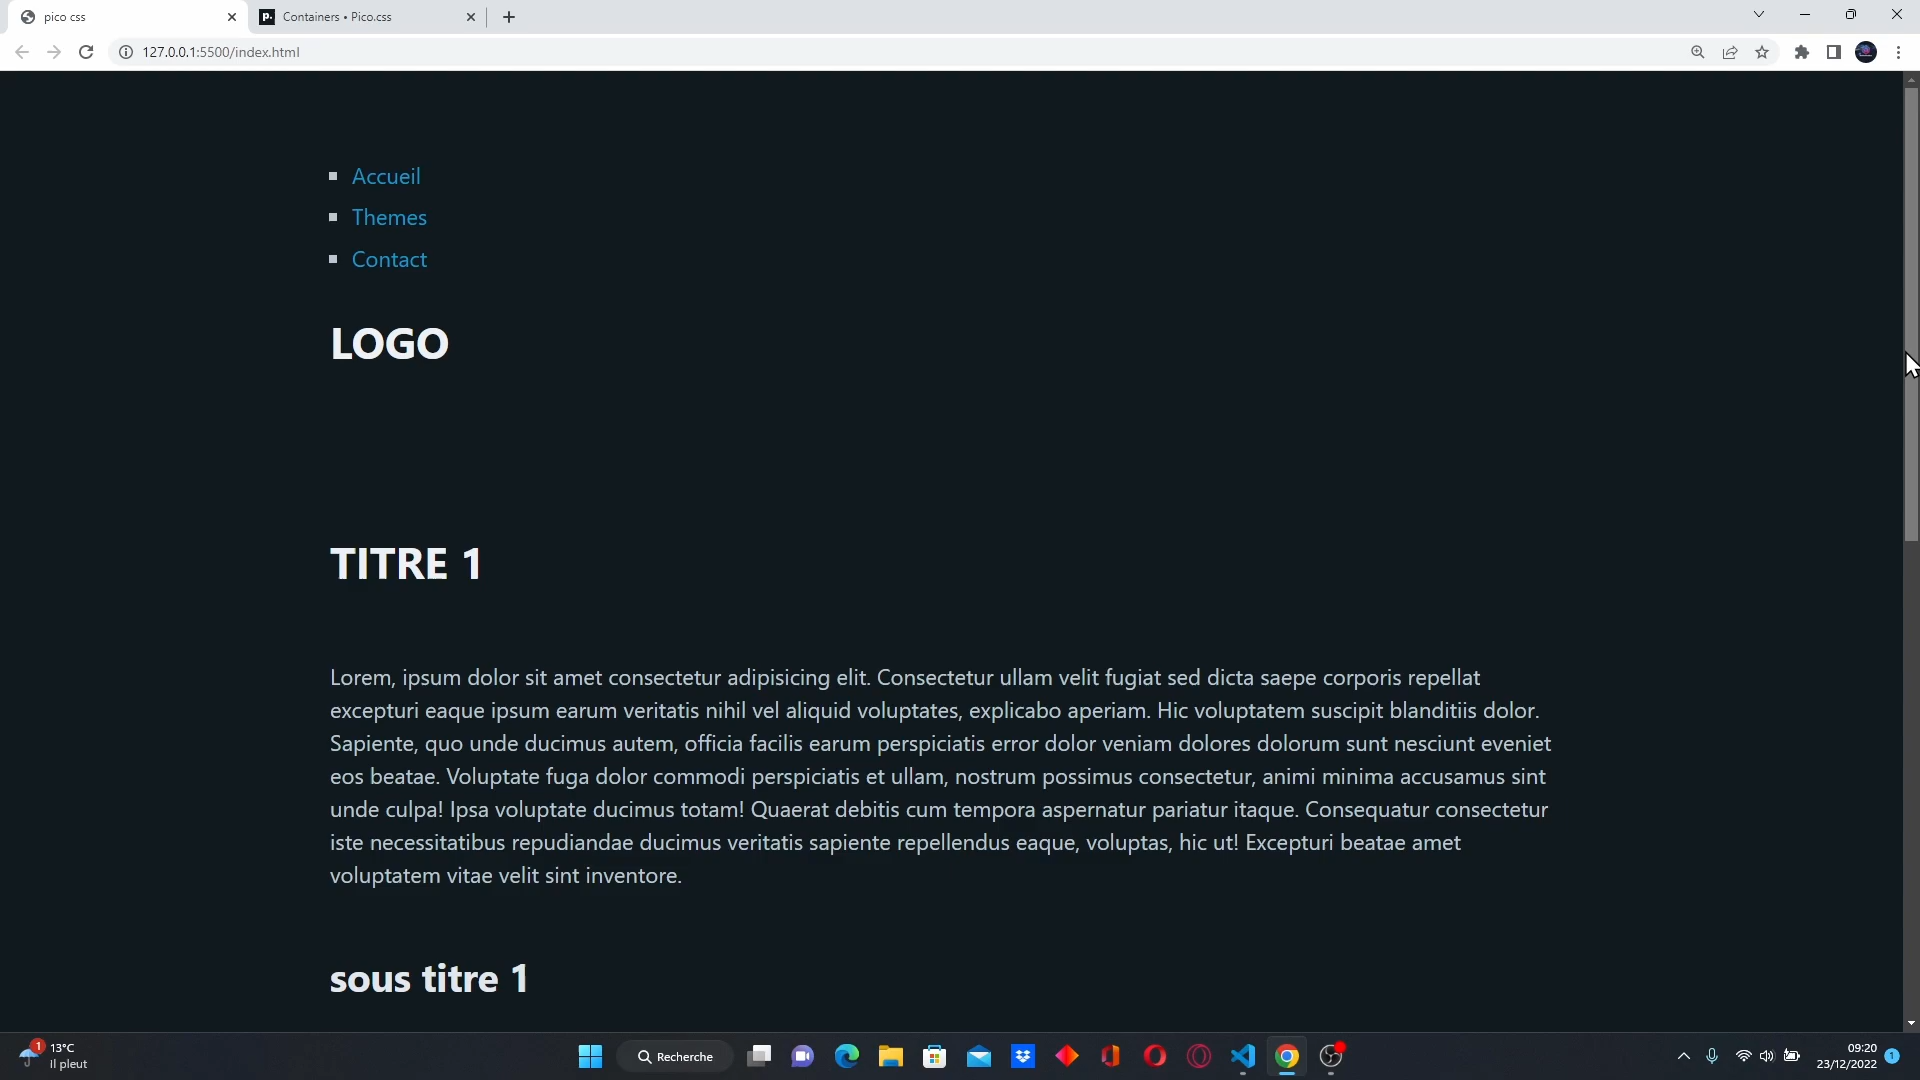 pico css
p.
Containers • Pico.css
127.0.0.1:5500/index.html
Accueil
Themes
Contact
LOGO
TITRE 1
Lorem, ipsum dolor sit amet consectetur adipisicing elit. Consectetur ullam velit fugiat sed dicta saepe corporis repellat
excepturi eaque ipsum earum veritatis nihil vel aliquid voluptates, explicabo aperiam. Hic voluptatem suscipit blanditiis dolor.
Sapiente, quo unde ducimus autem, officia facilis earum perspiciatis error dolor veniam dolores dolorum sunt nesciunt eveniet
eos beatae. Voluptate fuga dolor commodi perspiciatis et ullam, nostrum possimus consectetur, animi minima accusamus sint
unde culpa! Ipsa voluptate ducimus totam! Quaerat debitis cum tempora aspernatur pariatur itaque. Consequatur consectetur
iste necessitatibus repudiandae ducimus veritatis sapiente repellendus eaque, voluptas, hic ut! Excepturi beatae amet
voluptatem vitae velit sint inventore.
sous titre 1
1
13°C
Il pleut
Recherche
09:20
23/12/2022
1